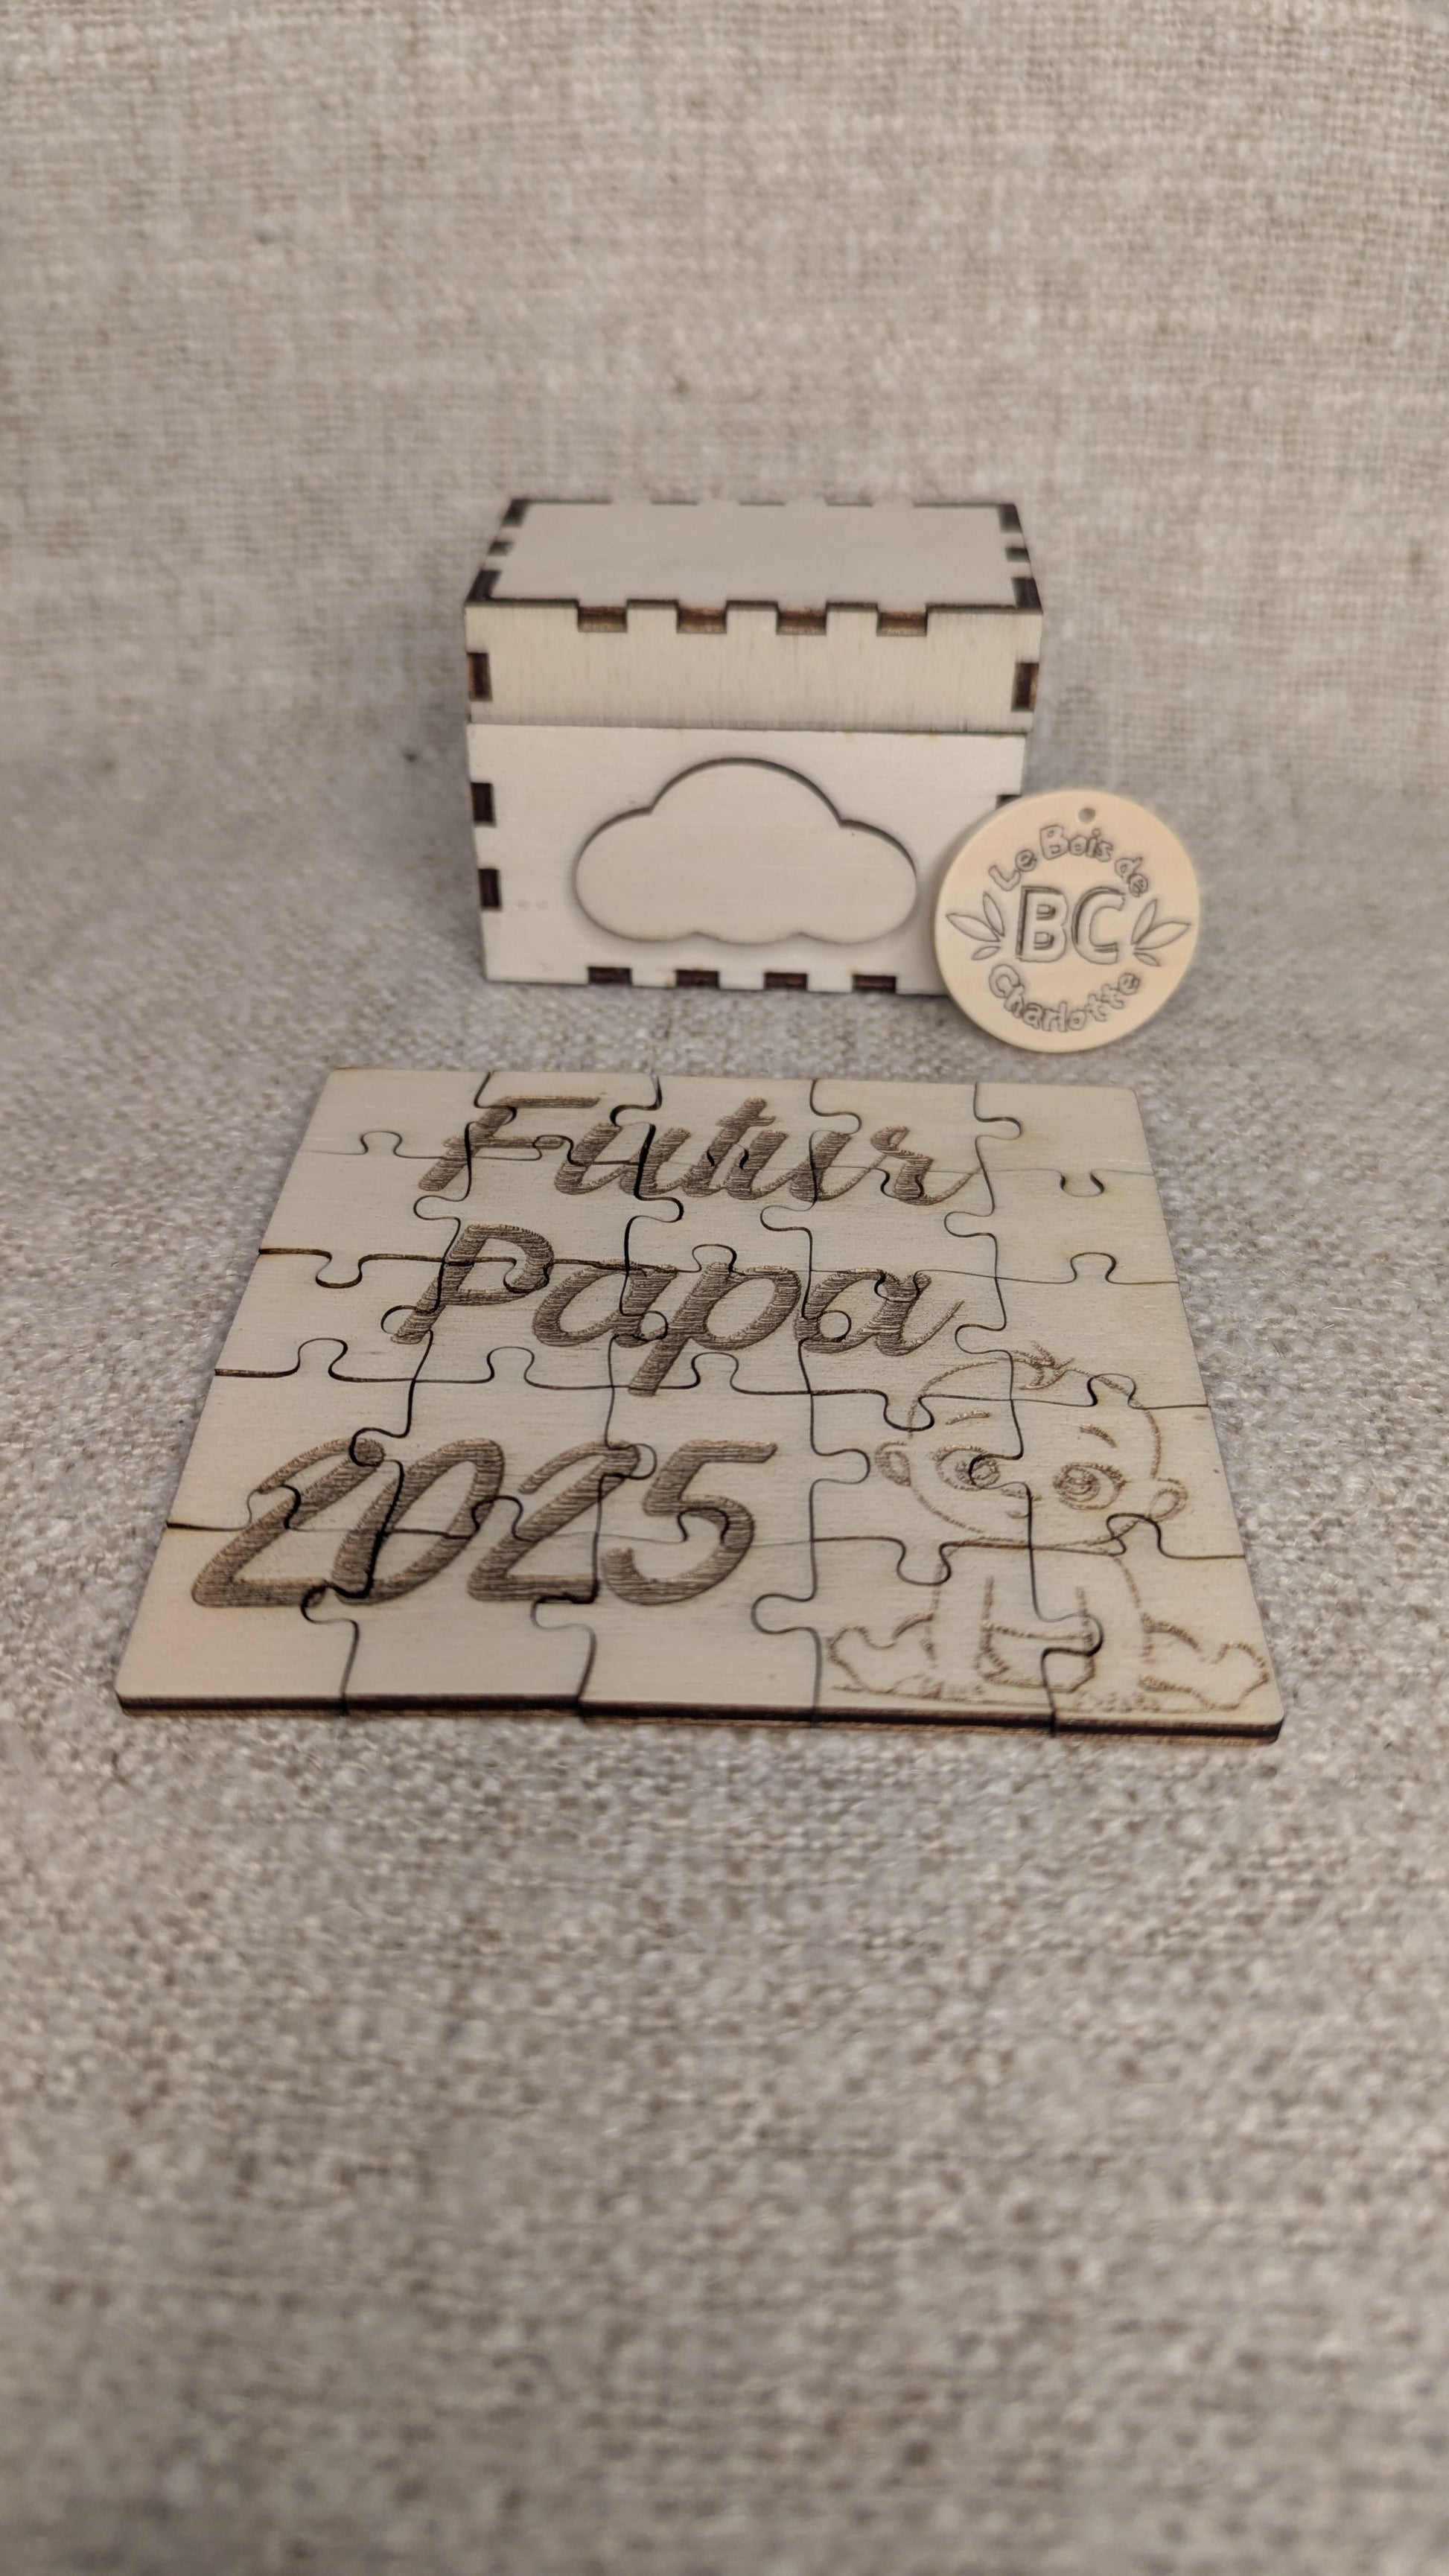 Le Bois de
BC
Charlotte
Futur
Papa
2025